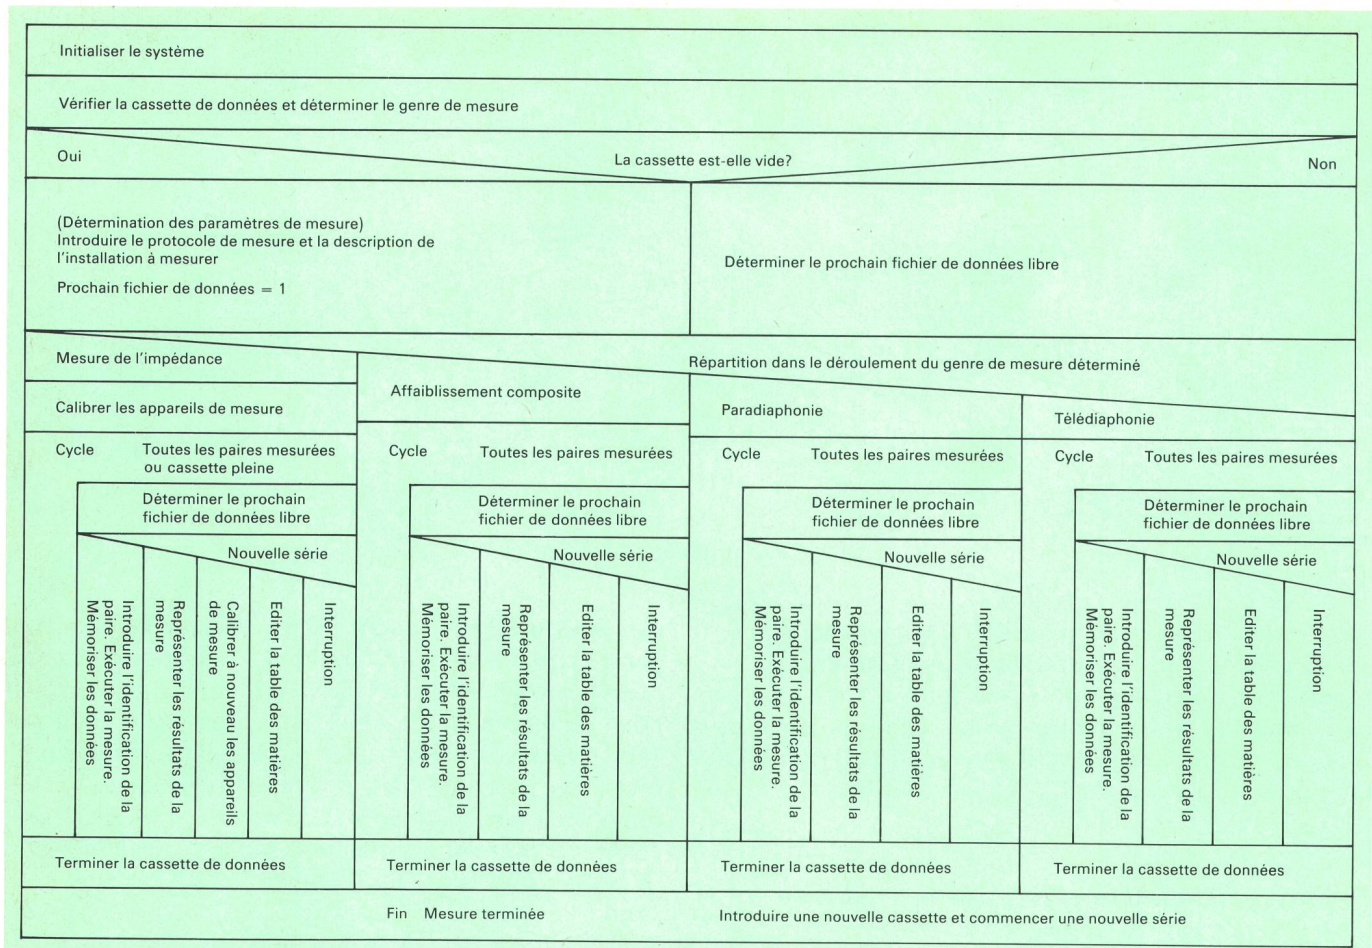 Initialiser le système
Vérifier la cassette de données et déterminer le genre de mesure
Oui
La cassette est-elle vide?
Non
(Détermination des paramètres de mesure)
Introduire le protocole de mesure et la description de
l'installation à mesurer
Prochain fichier de données = 1
Déterminer le prochain fichier de données libre
Répartition dans le déroulement du genre de mesure déterminé
Mesure de l'impédance
Calibrer les appareils de mesure
Cycle
Toutes les paires mesurées
ou cassette pleine
Déterminer le prochain
fichier de données libre
Nouvelle série
Introduire l'identification de la
paire. Exécuter la mesure.
Mémoriser les données
Représenter les résultats de la
mesure
Calibrer à nouveau les appareils
de mesure
Editer la table des matières
Interruption
Terminer la cassette de données
Affaiblissement composite
Cycle
Toutes les paires mesurées
Déterminer le prochain
fichier de données libre
Nouvelle série
Introduire l'identification de la
paire. Exécuter la mesure.
Mémoriser les données
Représenter les résultats de la
mesure
Editer la table des matières
Interruption
Terminer la cassette de données
Paradiaphonie
Cycle
Toutes les paires mesurées
Déterminer le prochain
fichier de données libre
Nouvelle série
Introduire l'identification de la
paire. Exécuter la mesure.
Mémoriser les données
Représenter les résultats de la
mesure
Editer la table des matières
Interruption
Terminer la cassette de données
Télédiaphonie
Cycle
Toutes les paires mesurées
Déterminer le prochain
fichier de données libre
Nouvelle série
Introduire l'identification de la
paire. Exécuter la mesure.
Mémoriser les données
Représenter les résultats de la
mesure
Editer la table des matières
Interruption
Terminer la cassette de données
Fin Mesure terminée
Introduire une nouvelle cassette et commencer une nouvelle série